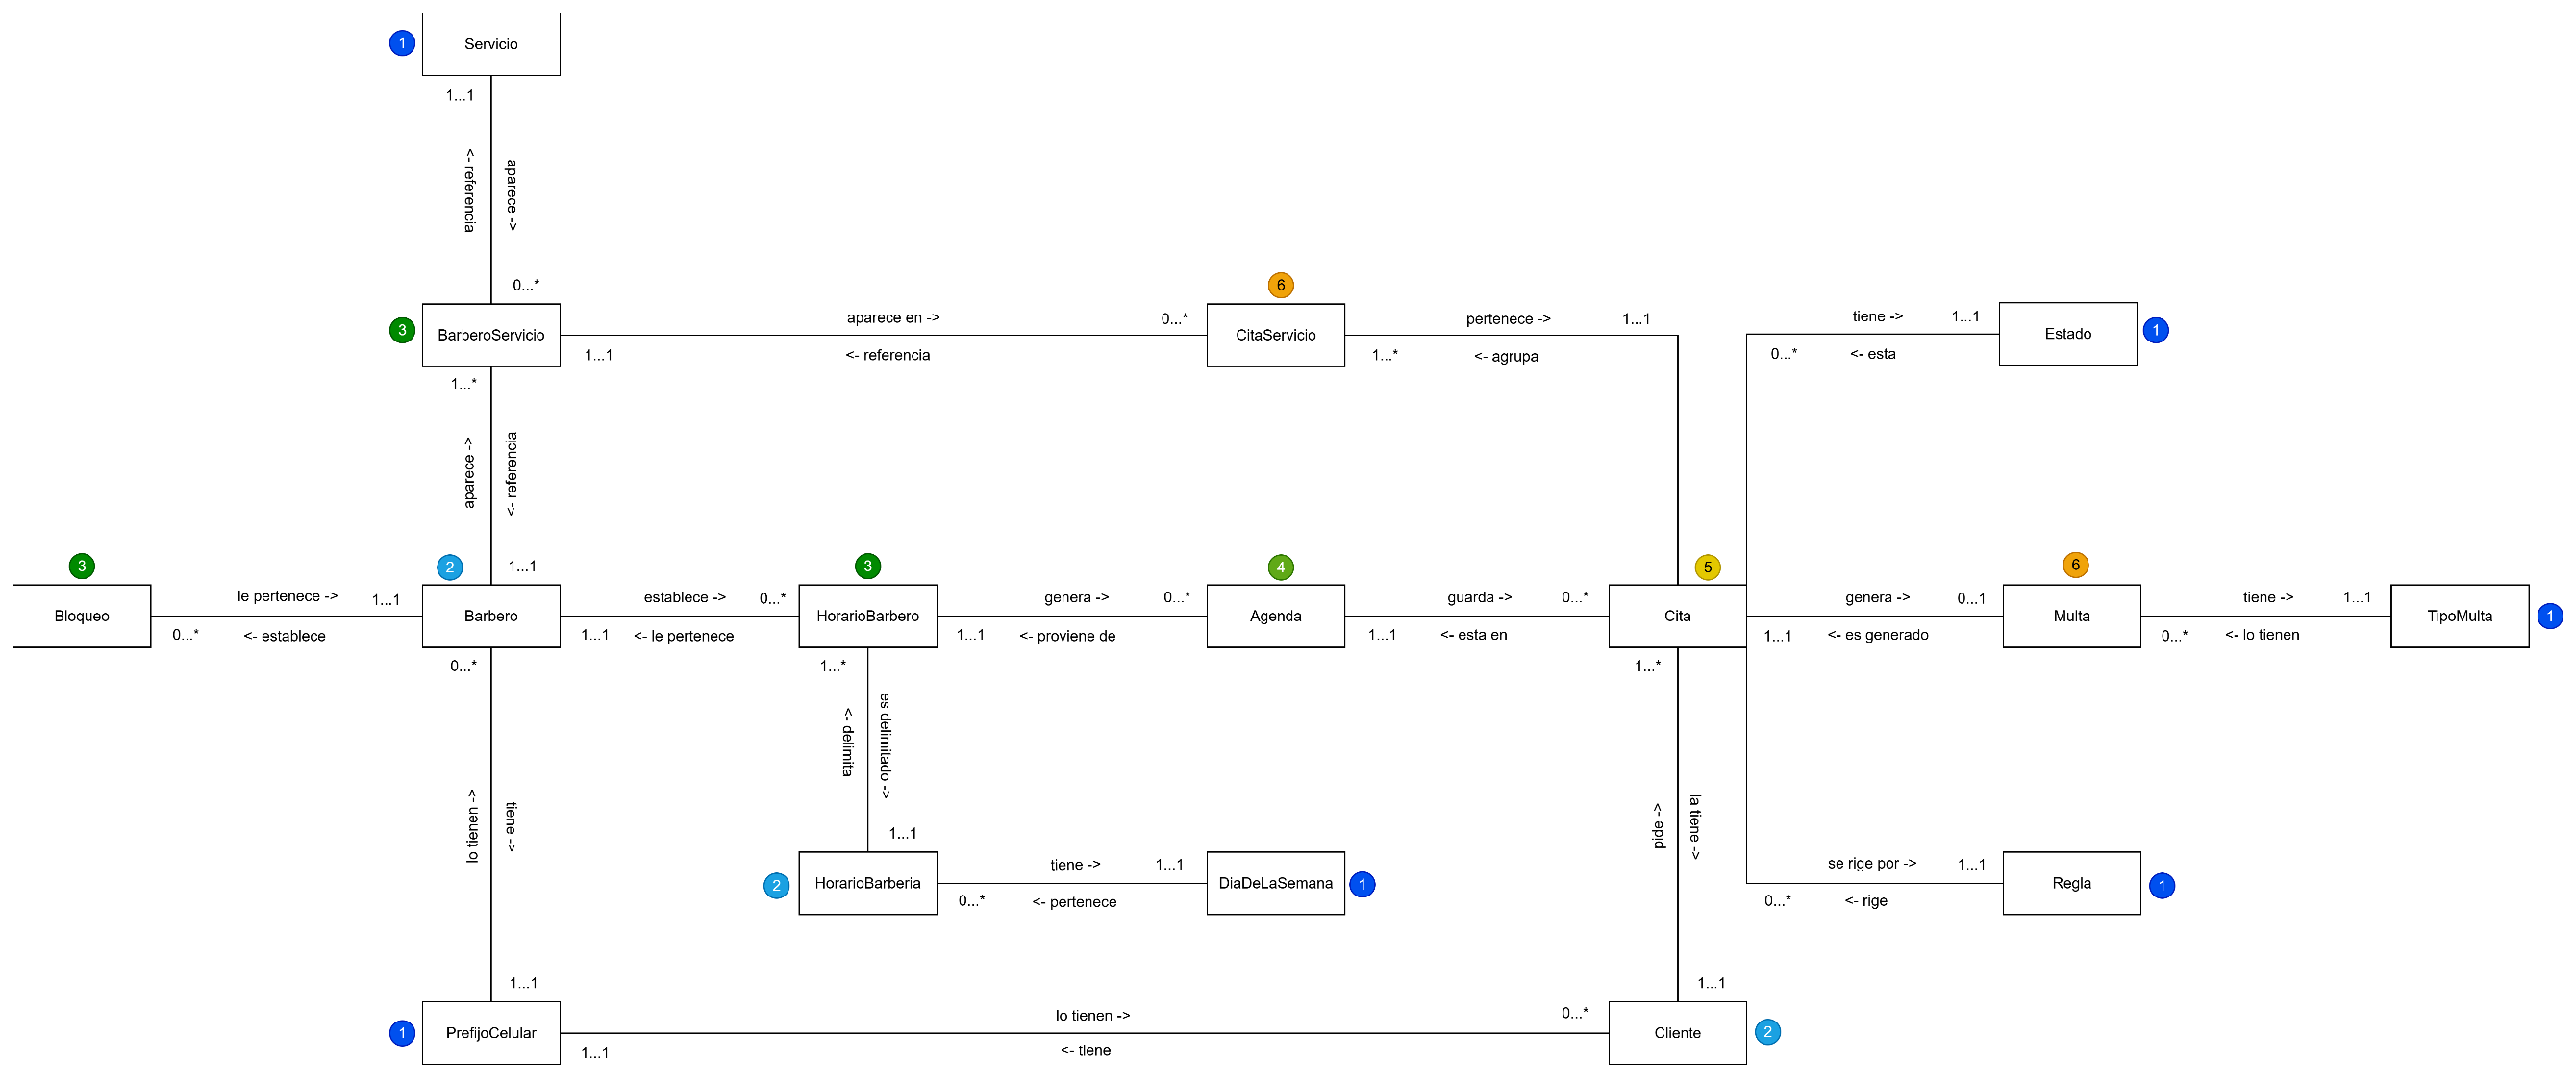 1
Servicio
1...1
<- referencia
aparece ->
0...*
3
BarberoServicio
1...*
1...1
aparece en ->
<- referencia
0...*
6
CitaServicio
1...*
pertenece ->
<- agrupa
1...1
tiene ->
1...1
0...*
<- esta
Estado
1
aparece ->
<- referencia
1...1
3
Bloqueo
0...*
le pertenece ->
<- establece
1...1
2
Barbero
0...*
1...1
establece ->
<- le pertenece
0...*
3
HorarioBarbero
1...*
1...1
genera ->
<- proviene de
0...*
4
Agenda
1...1
guarda ->
<- esta en
0...*
5
Cita
1...*
1...1
genera ->
<- es generado
0...1
6
Multa
0...*
tiene ->
<- lo tienen
1...1
TipoMulta
1
<- delimita
es delimitado ->
1...1
2
HorarioBarberia
0...*
tiene ->
<- pertenece
1...1
DiaDeLaSemana
1
<- lo tienen
tiene ->
1...1
<- pide
la tiene ->
1...1
se rige por ->
1...1
0...*
<- rige
Regla
1
1
PrefijoCelular
1...1
lo tienen ->
<- tiene
0...*
Cliente
2